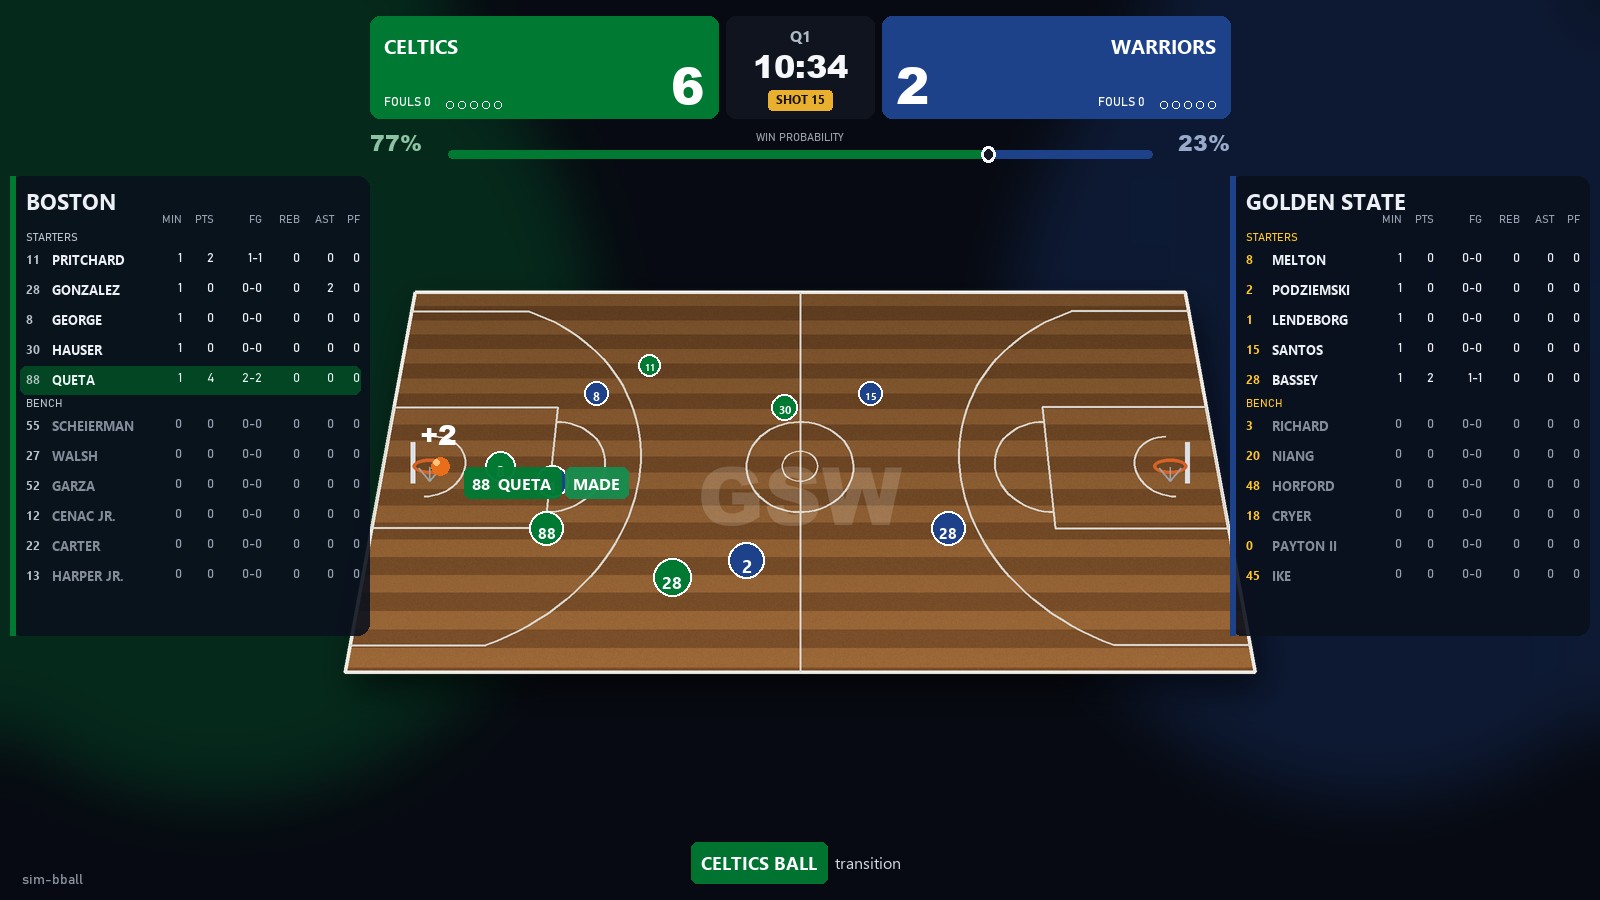 CELTICS
6
FOULS 0
Q1
10:34
SHOT 15
WARRIORS
2
FOULS 0
77%
WIN PROBABILITY
23%
BOSTON
MIN PTS FG REB AST PF
STARTERS
11 PRITCHARD 1 2 1-1 0 0 0
28 GONZALEZ 1 0 0-0 0 2 0
8 GEORGE 1 0 0-0 0 0 0
30 HAUSER 1 0 0-0 0 0 0
88 QUETA 1 4 2-2 0 0 0
BENCH
55 SCHEIERMAN 0 0 0-0 0 0 0
27 WALSH 0 0 0-0 0 0 0
52 GARZA 0 0 0-0 0 0 0
12 CENAC JR. 0 0 0-0 0 0 0
22 CARTER 0 0 0-0 0 0 0
13 HARPER JR. 0 0 0-0 0 0 0
GOLDEN STATE
MIN PTS FG REB AST PF
STARTERS
8 MELTON 1 0 0-0 0 0 0
2 PODZIEMSKI 1 0 0-0 0 0 0
1 LENDEBORG 1 0 0-0 0 0 0
15 SANTOS 1 0 0-0 0 0 0
28 BASSEY 1 2 1-1 0 0 0
BENCH
3 RICHARD 0 0 0-0 0 0 0
20 NIANG 0 0 0-0 0 0 0
48 HORFORD 0 0 0-0 0 0 0
18 CRYER 0 0 0-0 0 0 0
0 PAYTON II 0 0 0-0 0 0 0
45 IKE 0 0 0-0 0 0 0
11
8
15
30
+2
88 QUETA MADE
GSW
88
28
2
28
CELTICS BALL transition
sim-bball